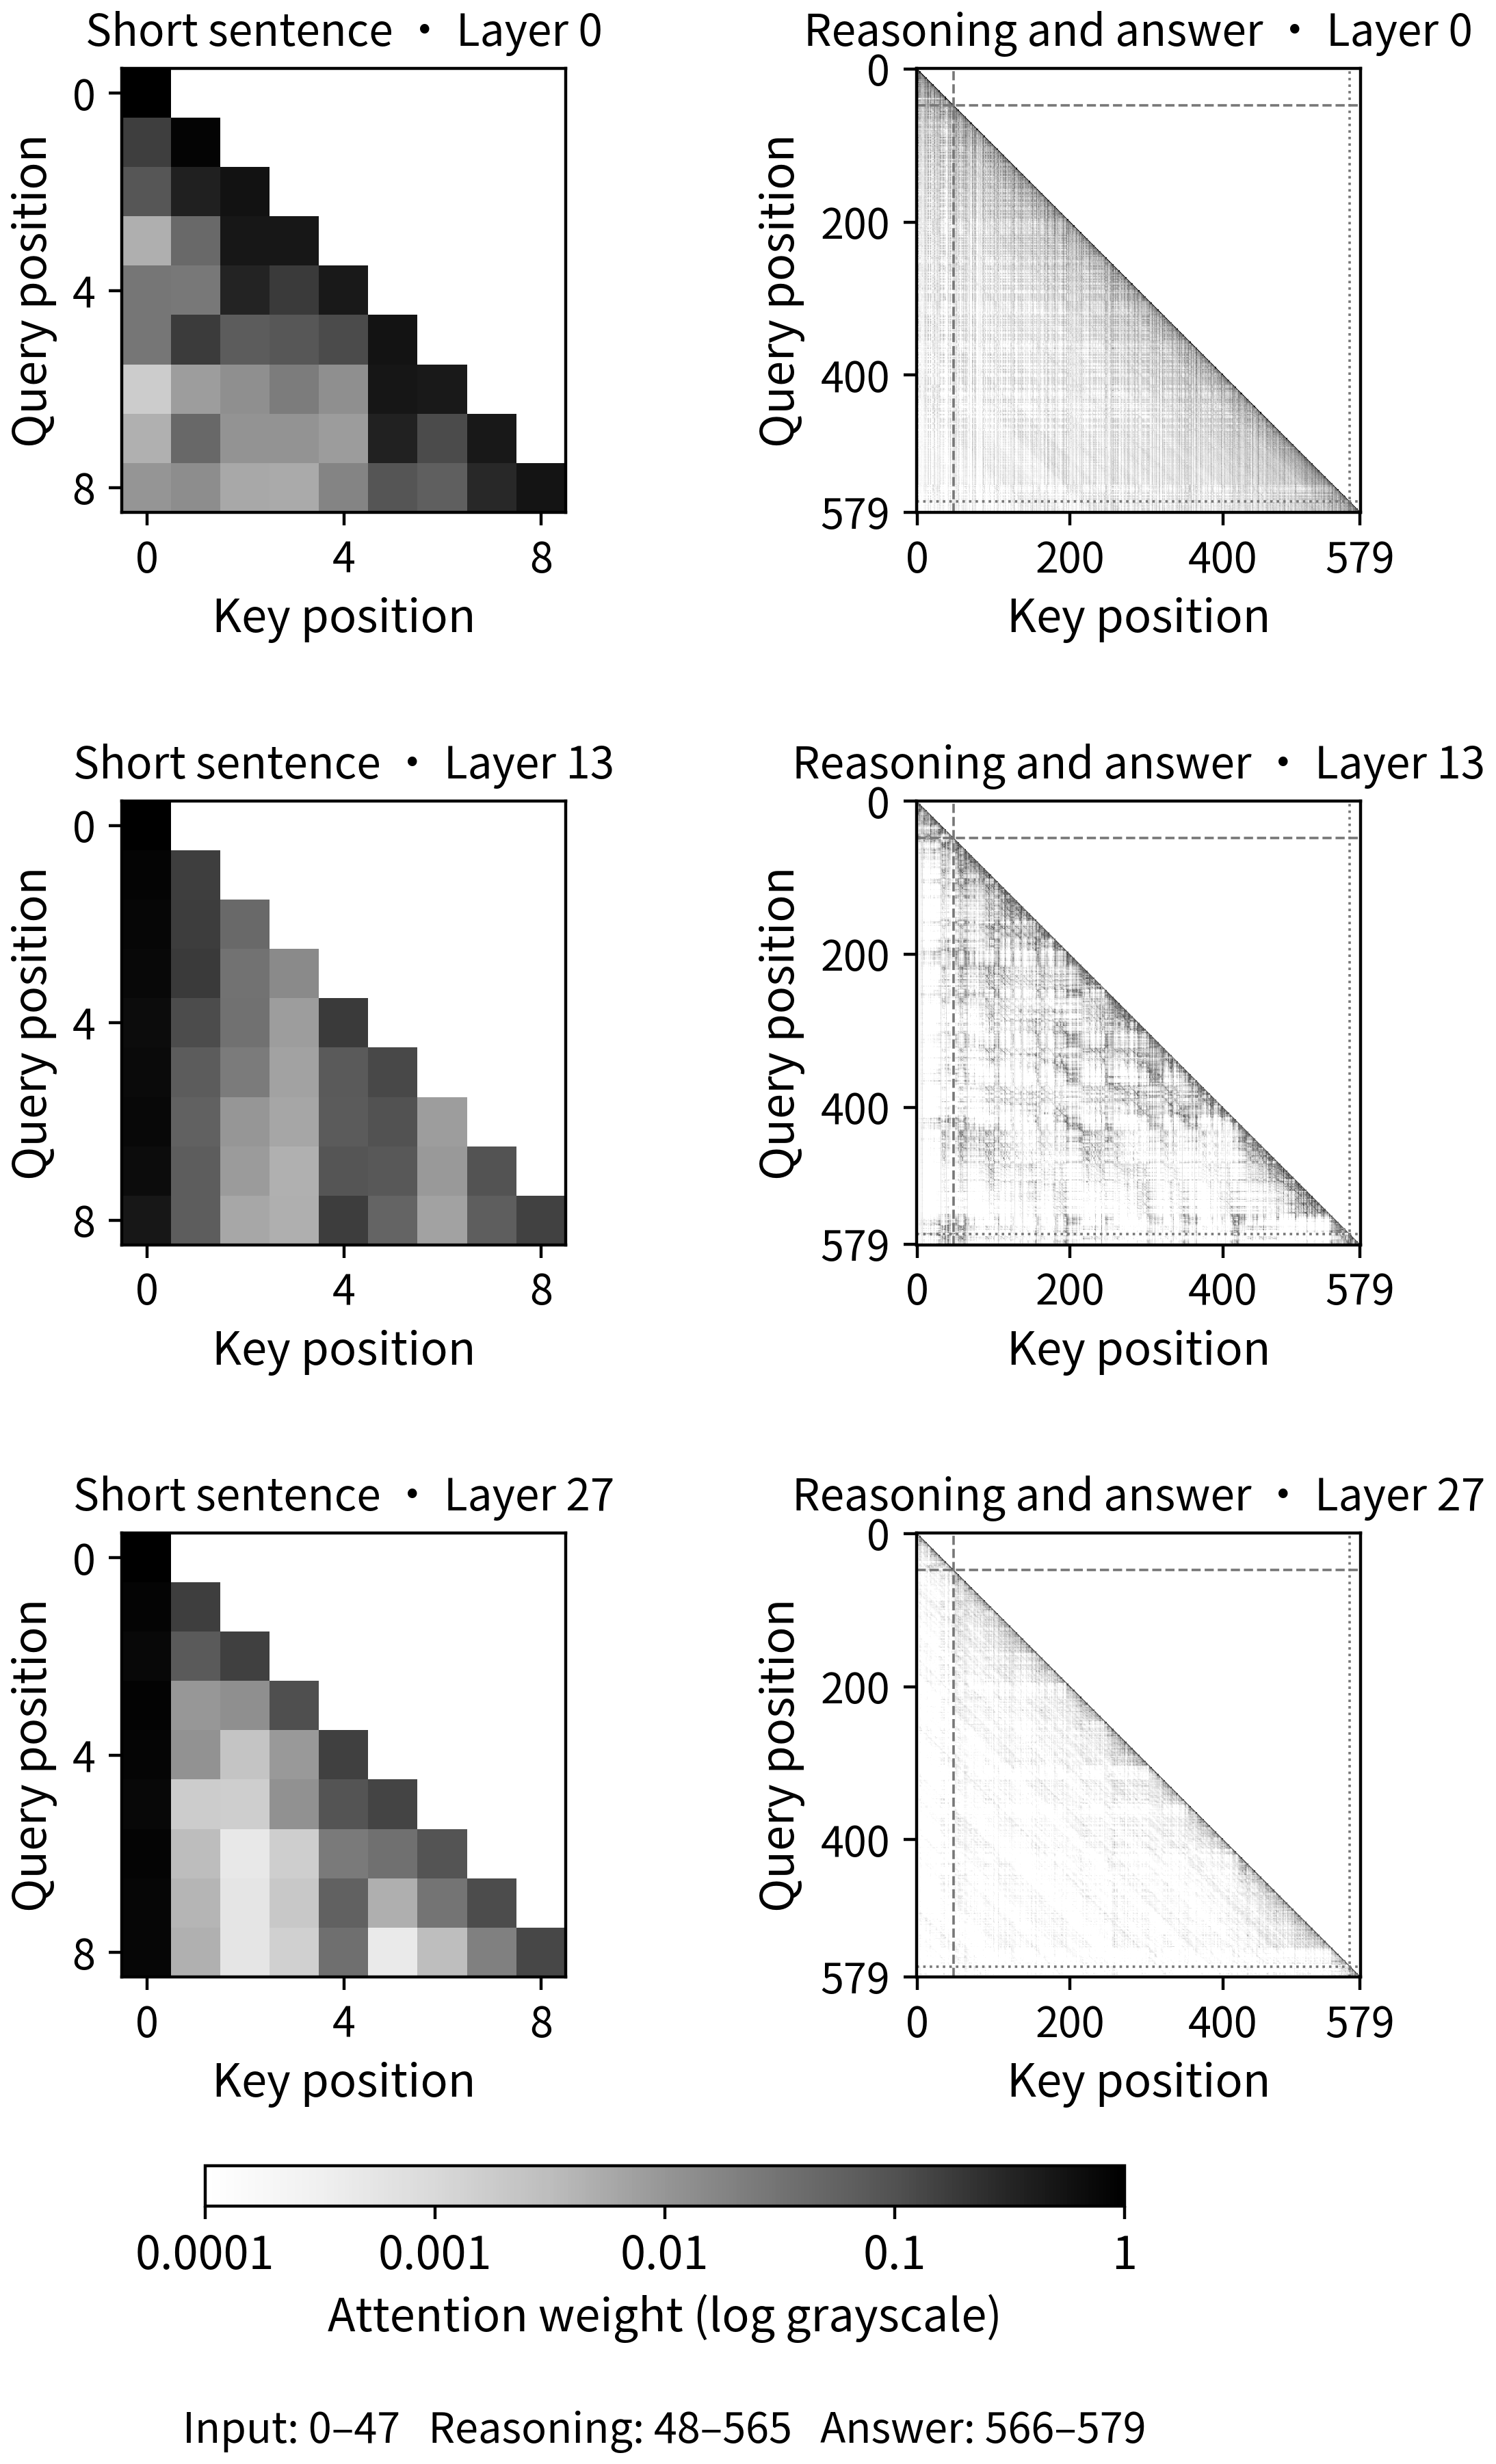 Short sentence • Layer 0
0
4
8
Query position
0 4 8
Key position
Reasoning and answer • Layer 0
0
200
400
579
Query position
0 200 400 579
Key position
Short sentence • Layer 13
0
4
8
Query position
0 4 8
Key position
Reasoning and answer • Layer 13
0
200
400
579
Query position
0 200 400 579
Key position
Short sentence • Layer 27
0
4
8
Query position
0 4 8
Key position
Reasoning and answer • Layer 27
0
200
400
579
Query position
0 200 400 579
Key position
0.0001 0.001 0.01 0.1 1
Attention weight (log grayscale)
Input: 0–47 Reasoning: 48–565 Answer: 566–579